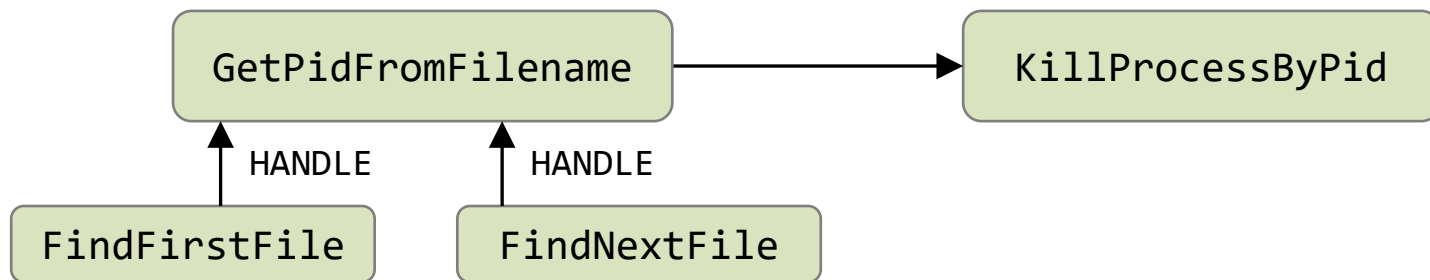 GetPidFromFilename
KillProcessByPid
HANDLE
HANDLE
FindFirstFile
FindNextFile